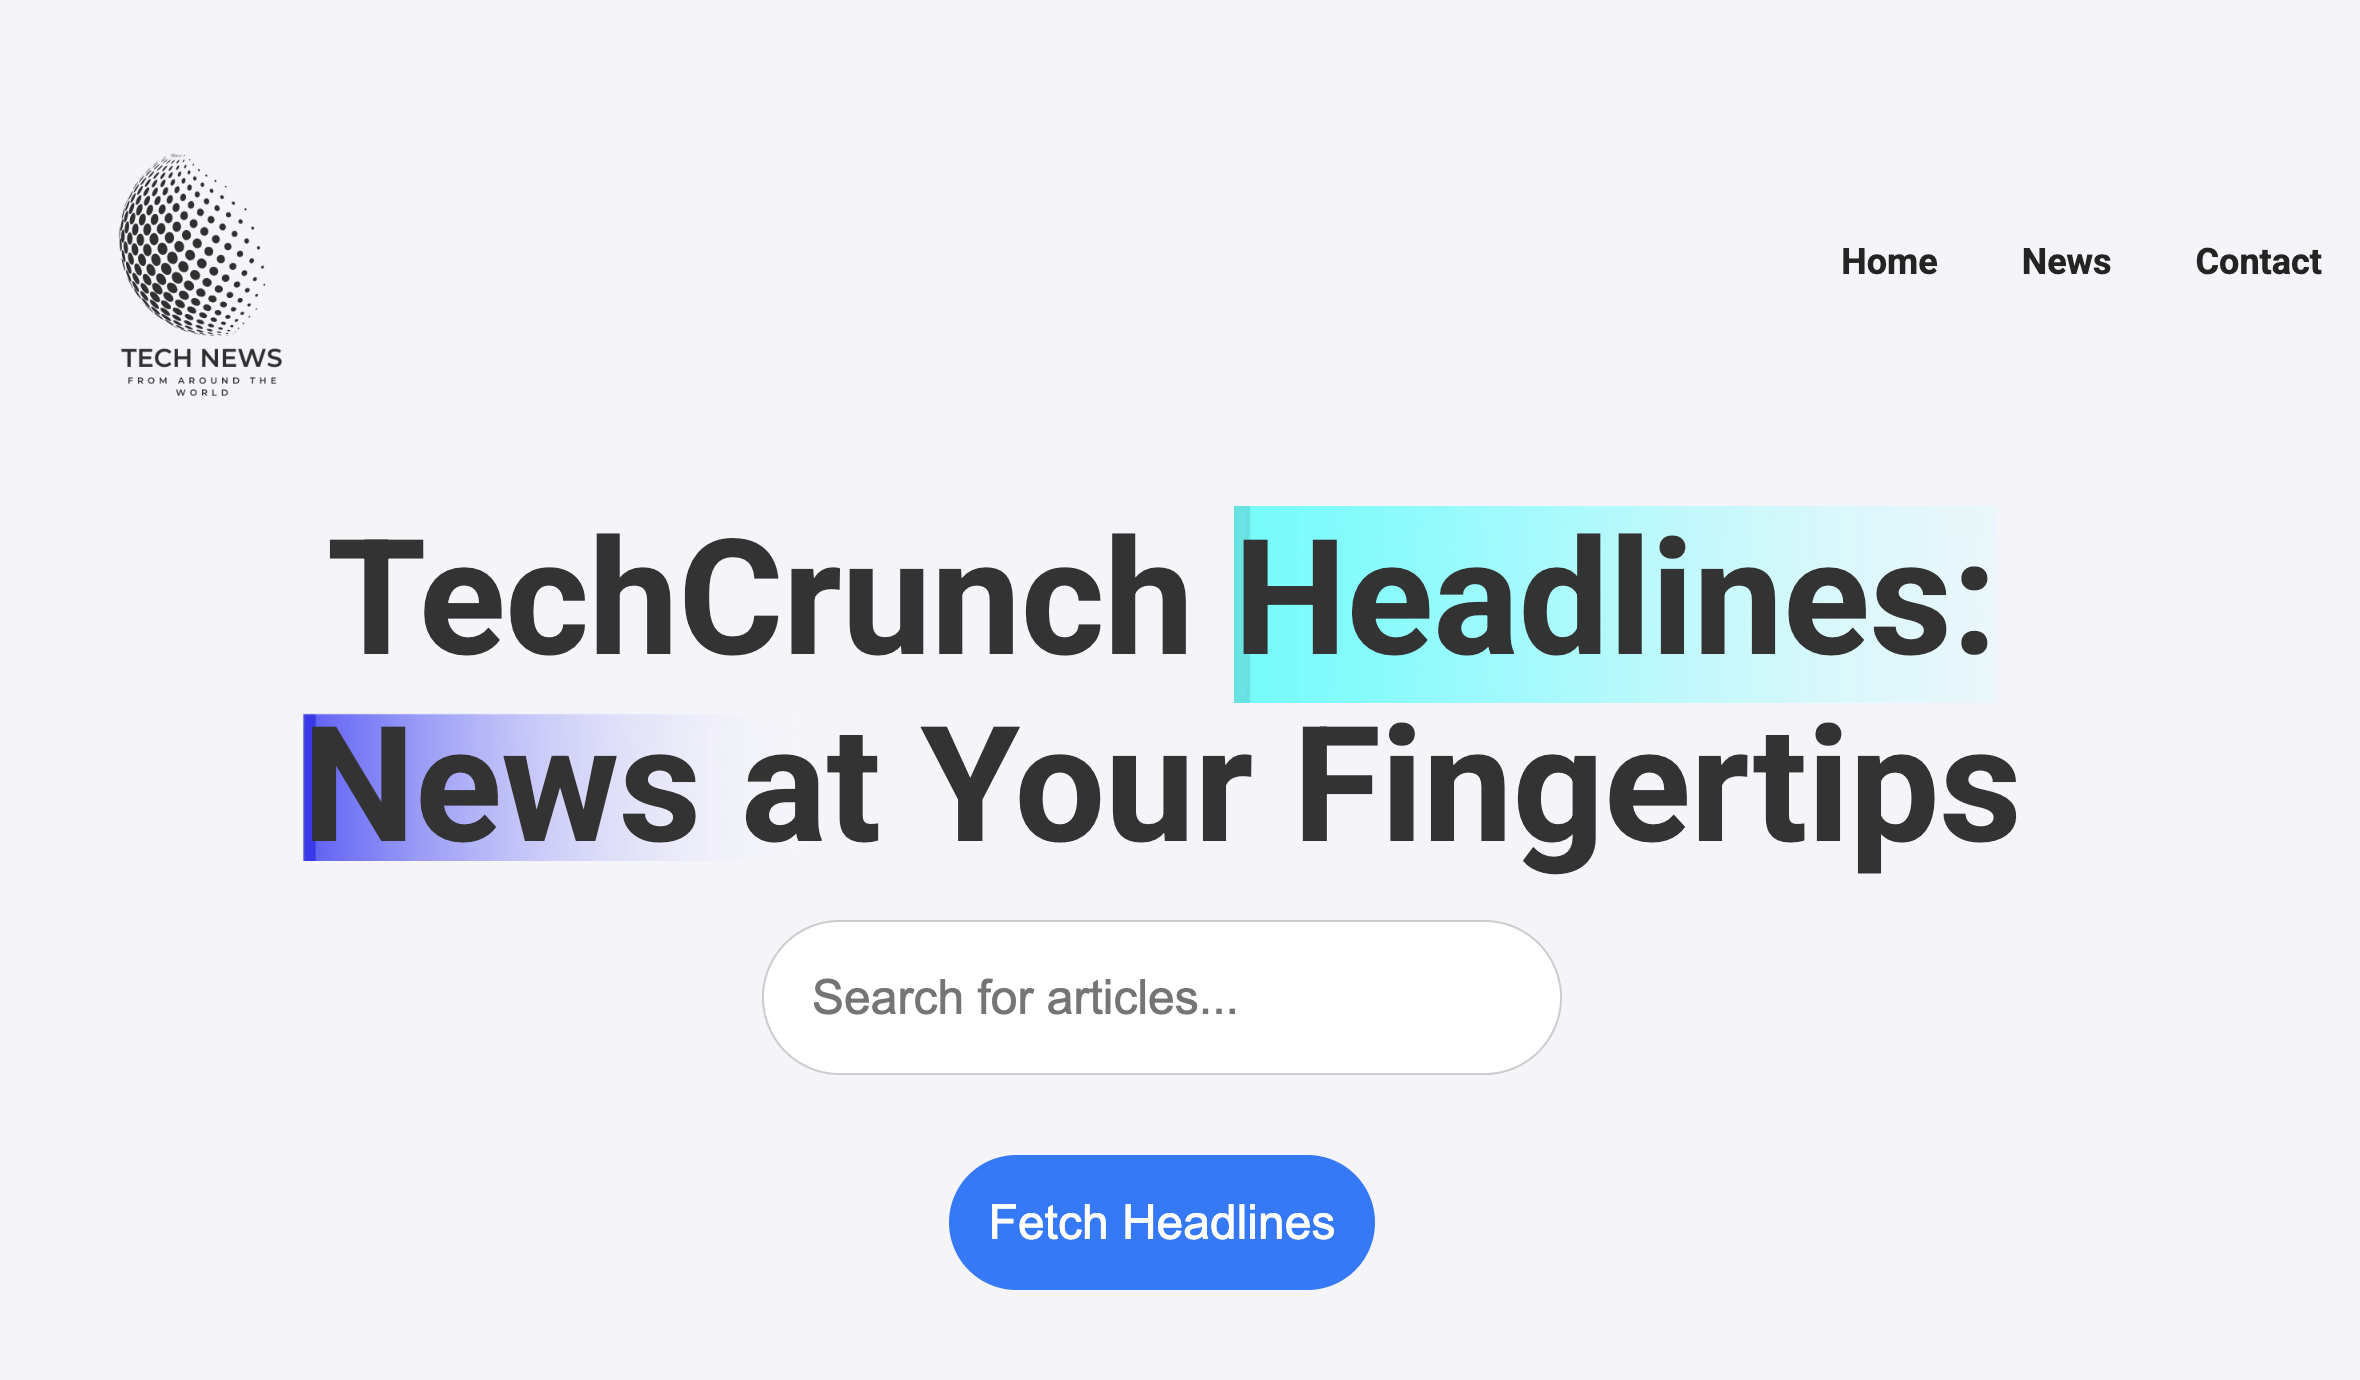 TECH NEWS
FROM AROUND THE
WORLD
Home News Contact
TechCrunch Headlines:
News at Your Fingertips
Search for articles...
Fetch Headlines